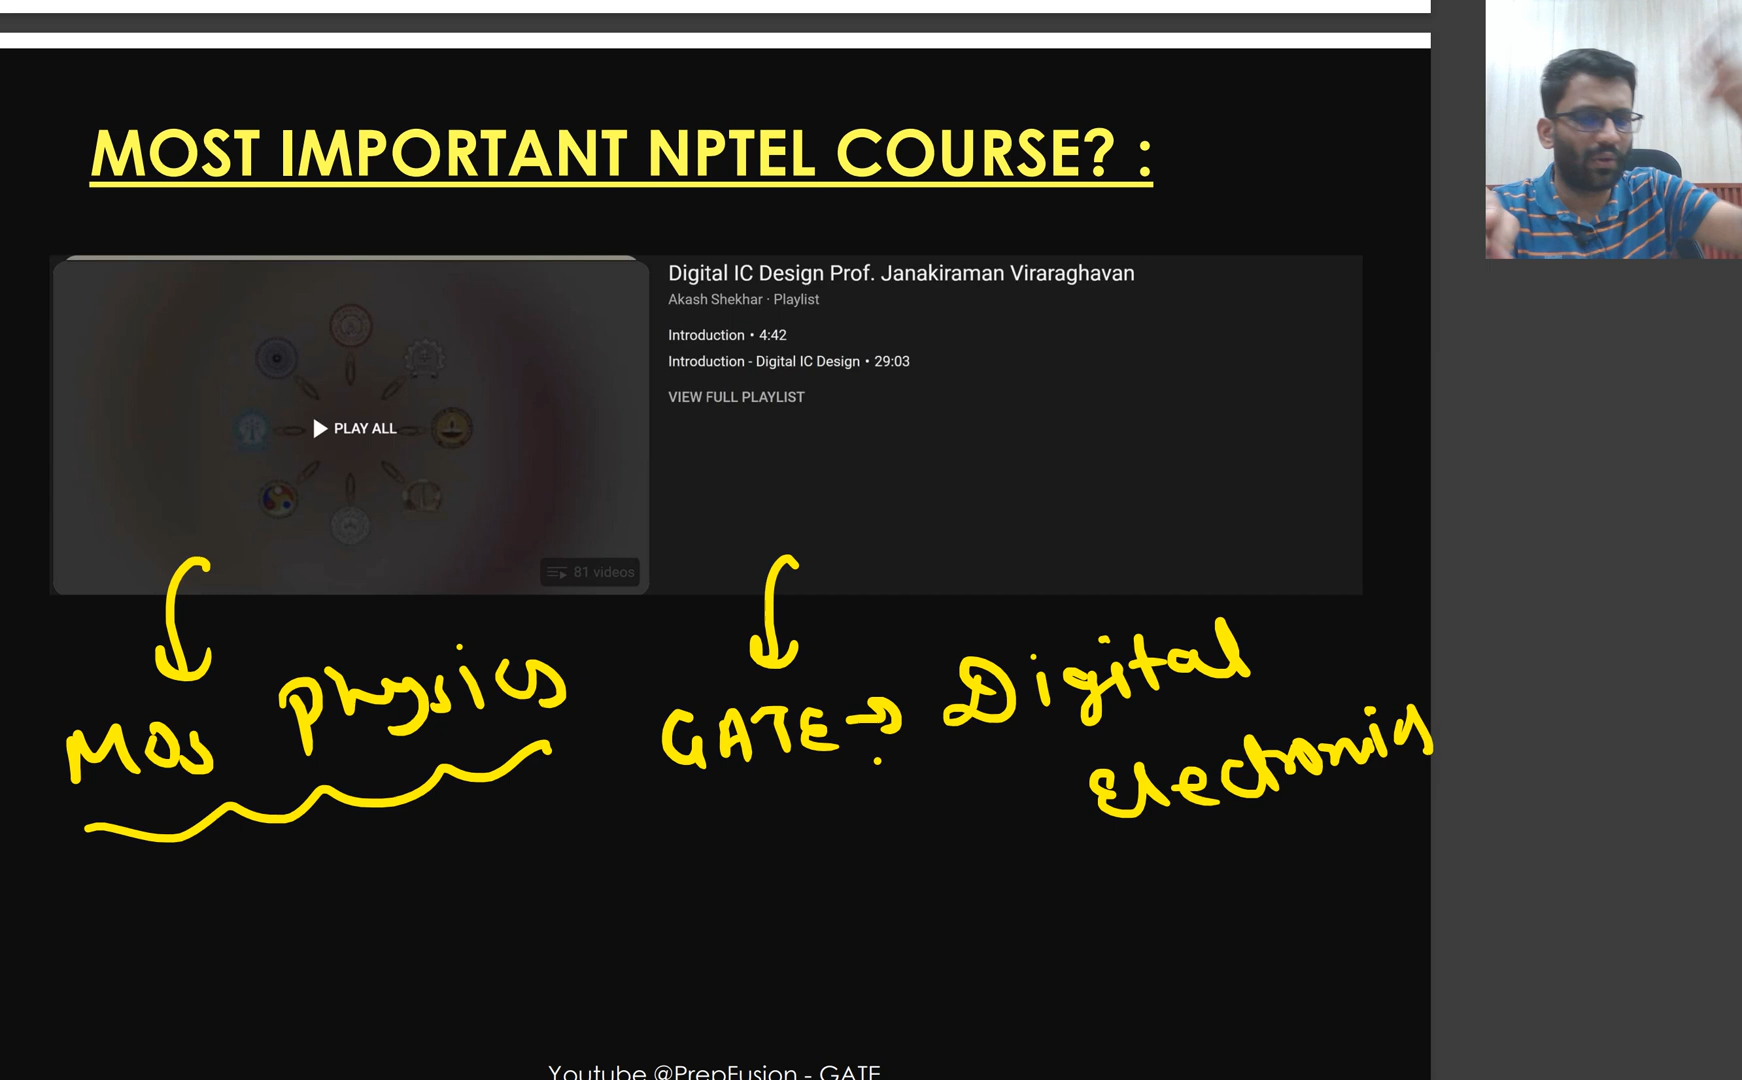 MOST IMPORTANT NPTEL COURSE? :
Digital IC Design Prof. Janakiraman Viraraghavan
Akash Shekhar · Playlist
Introduction • 4:42
Introduction - Digital IC Design • 29:03
VIEW FULL PLAYLIST
PLAY ALL
81 videos
MOS Physics
GATE → Digital
Electronics
Youtube @PrepFusion - GATE